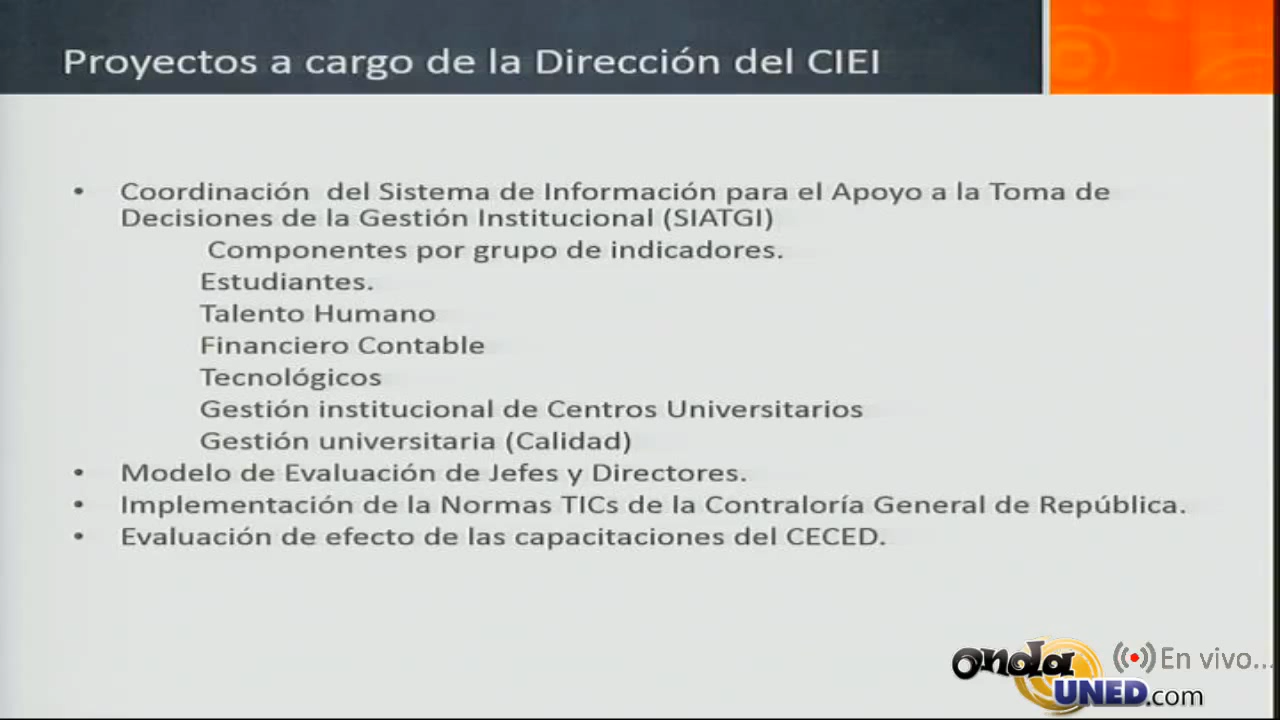 Proyectos a cargo de la Dirección del CIEI
• Coordinación del Sistema de Información para el Apoyo a la Toma de
Decisiones de la Gestión Institucional (SIATGI)
Componentes por grupo de indicadores.
Estudiantes.
Talento Humano
Financiero Contable
Tecnológicos
Gestión institucional de Centros Universitarios
Gestión universitaria (Calidad)
• Modelo de Evaluación de Jefes y Directores.
• Implementación de la Normas TICs de la Contraloría General de República.
• Evaluación de efecto de las capacitaciones del CECED.
onda
UNED.com
En vivo...